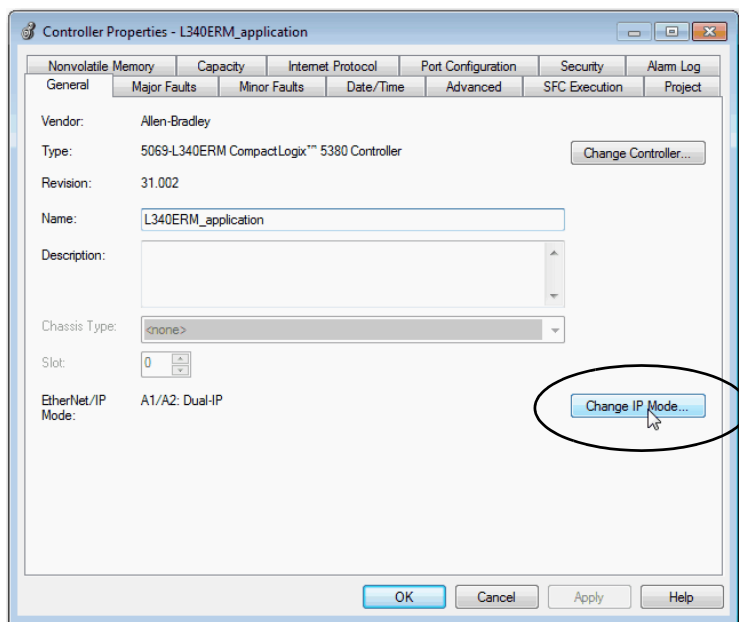 Controller Properties - L340ERM_application
Nonvolatile Memory Capacity Internet Protocol Port Configuration Security Alarm Log
General Major Faults Minor Faults Date/Time Advanced SFC Execution Project
Vendor: Allen-Bradley
Type: 5069-L340ERM CompactLogix™ 5380 Controller Change Controller...
Revision: 31.002
Name: L340ERM_application
Description:
Chassis Type: <none>
Slot: 0
EtherNet/IP A1/A2: Dual-IP Change IP Mode...
Mode:
OK Cancel Apply Help